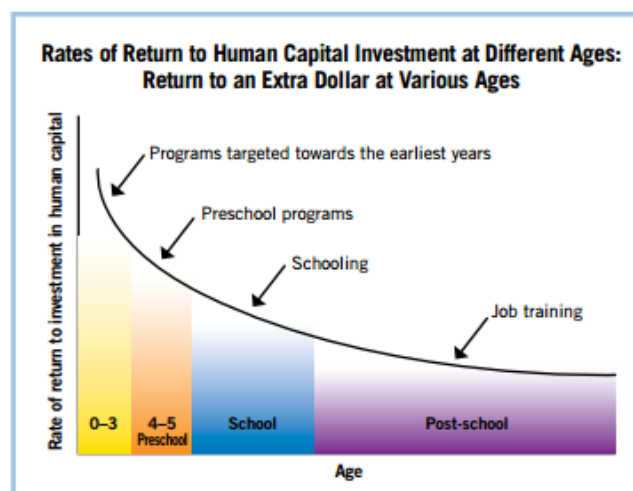 Rates of Return to Human Capital Investment at Different Ages:
Return to an Extra Dollar at Various Ages
Rate of return to investment in human capital
Programs targeted towards the earliest years
Preschool programs
Schooling
Job training
0–3
4–5
Preschool
School
Post-school
Age